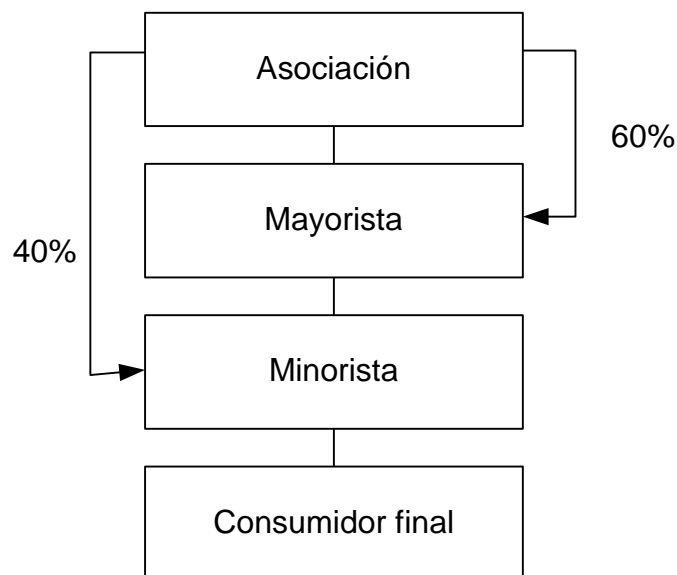 Asociación
60%
Mayorista
40%
Minorista
Consumidor final